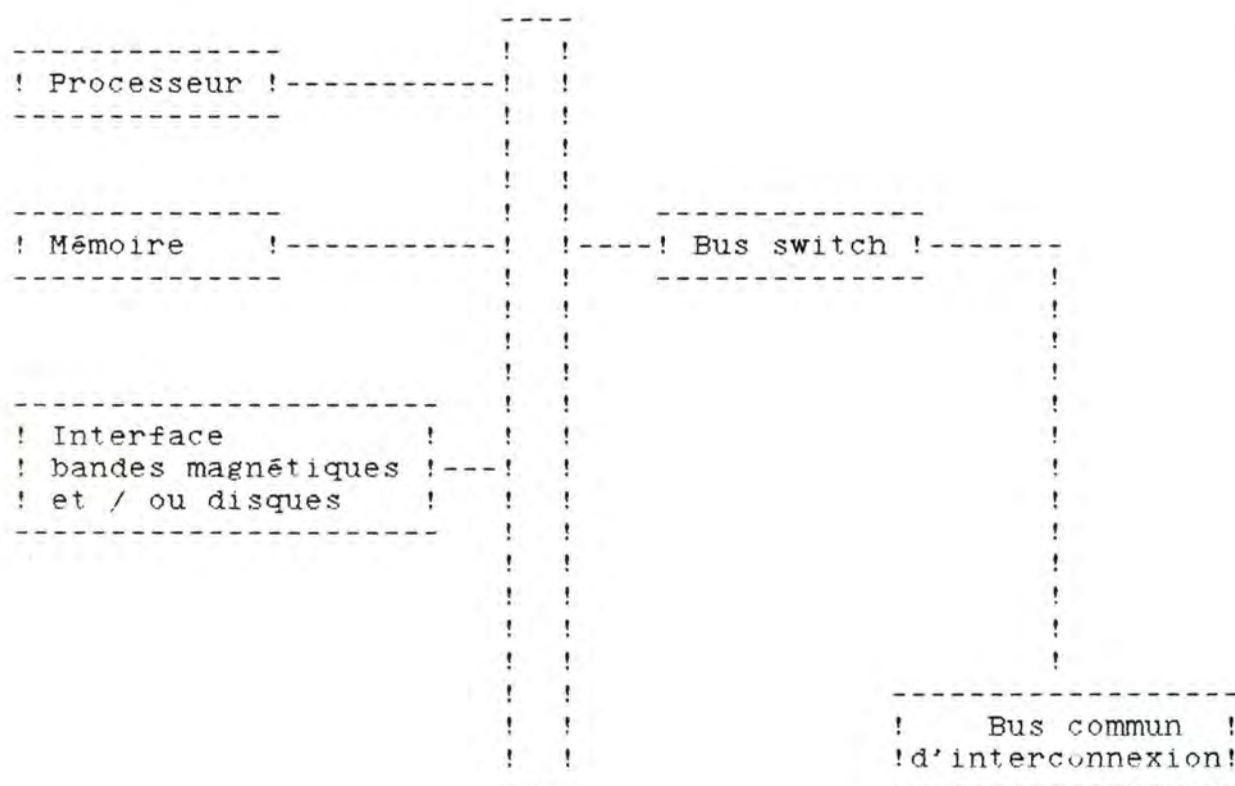 Processeur
Mémoire
Bus switch
Interface
bandes magnétiques
et / ou disques
Bus commun
d'interconnexion